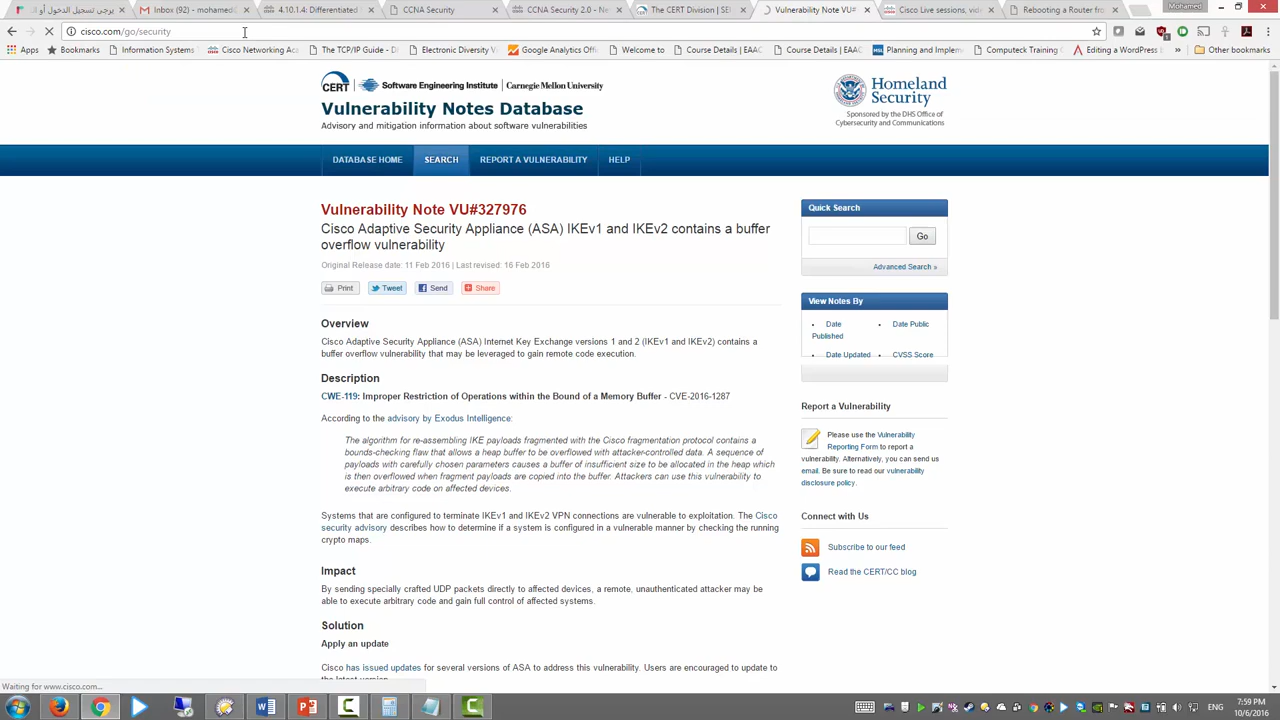 يرجى تسجيل الدخول أو ال
Inbox (92) - mohamed
4.10.1.4: Differentiated
CCNA Security
CCNA Security 2.0 – Ne
The CERT Division | SE
Vulnerability Note VU#
Cisco Live sessions, vide
Rebooting a Router from
Mohamed
cisco.com/go/security
Information Systems
Cisco Networking Aca
The TCP/IP Guide - D
Electronic Diversity V
Google Analytics Offi
Welcome to
Course Details | EAAC
Course Details | EAAC
Planning and Implem
Computeck Training C
Editing a WordPress
Other bookmarks
CERT | Software Engineering Institute | Carnegie Mellon University
Vulnerability Notes Database
Advisory and mitigation information about software vulnerabilities
Homeland
Security
Sponsored by the DHS Office of
Cybersecurity and Communications
DATABASE HOME SEARCH REPORT A VULNERABILITY HELP
Vulnerability Note VU#327976
Cisco Adaptive Security Appliance (ASA) IKEv1 and IKEv2 contains a buffer
overflow vulnerability
Original Release date: 11 Feb 2016 | Last revised: 16 Feb 2016
Print Tweet Send Share
Overview
Cisco Adaptive Security Appliance (ASA) Internet Key Exchange versions 1 and 2 (IKEv1 and IKEv2) contains a
buffer overflow vulnerability that may be leveraged to gain remote code execution.
Description
CWE-119: Improper Restriction of Operations within the Bound of a Memory Buffer - CVE-2016-1287
According to the advisory by Exodus Intelligence:
The algorithm for re-assembling IKE payloads fragmented with the Cisco fragmentation protocol contains a
bounds-checking flaw that allows a heap buffer to be overflowed with attacker-controlled data. A sequence of
payloads with carefully chosen parameters causes a buffer of insufficient size to be allocated in the heap which
is then overflowed when fragment payloads are copied into the buffer. Attackers can use this vulnerability to
execute arbitrary code on affected devices.
Systems that are configured to terminate IKEv1 and IKEv2 VPN connections are vulnerable to exploitation. The Cisco
security advisory describes how to determine if a system is configured in a vulnerable manner by checking the running
crypto maps.
Impact
By sending specially crafted UDP packets directly to affected devices, a remote, unauthenticated attacker may be
able to execute arbitrary code and gain full control of affected systems.
Solution
Apply an update
Cisco has issued updates for several versions of ASA to address this vulnerability. Users are encouraged to update to
the latest version.
Quick Search
Go
Advanced Search »
View Notes By
Date Published
Date Public
Date Updated
CVSS Score
Report a Vulnerability
Please use the Vulnerability
Reporting Form to report a
vulnerability. Alternatively, you can send us
email. Be sure to read our vulnerability
disclosure policy.
Connect with Us
Subscribe to our feed
Read the CERT/CC blog
Waiting for www.cisco.com...
ENG
7:59 PM
10/6/2016